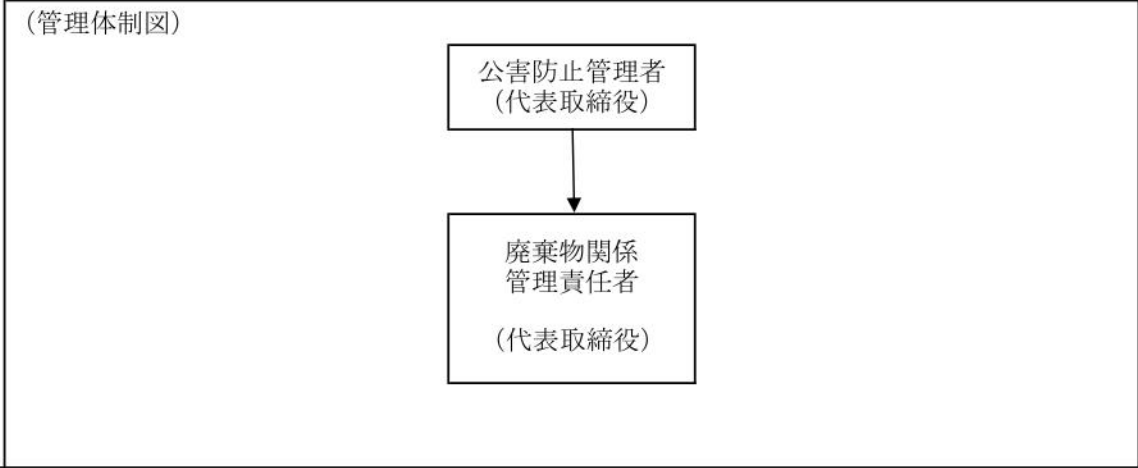 （管理体制図）
公害防止管理者
（代表取締役）
廃棄物関係
管理責任者
（代表取締役）